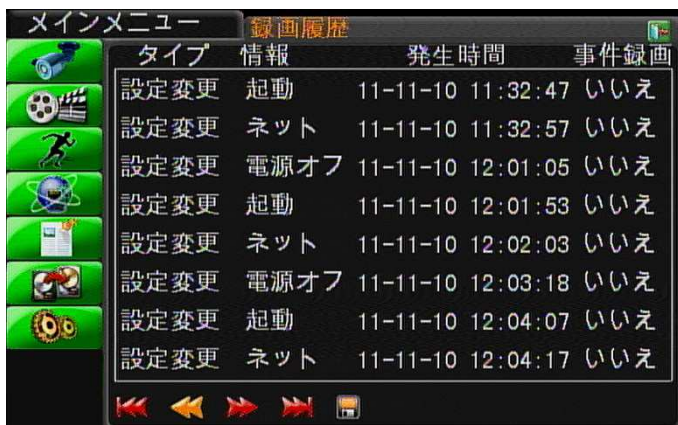 メインメニュー 録画履歴
タイプ 情報 発生時間 事件録画
設定変更 起動 11-11-10 11:32:47 いいえ
設定変更 ネット 11-11-10 11:32:57 いいえ
設定変更 電源オフ 11-11-10 12:01:05 いいえ
設定変更 起動 11-11-10 12:01:53 いいえ
設定変更 ネット 11-11-10 12:02:03 いいえ
設定変更 電源オフ 11-11-10 12:03:18 いいえ
設定変更 起動 11-11-10 12:04:07 いいえ
設定変更 ネット 11-11-10 12:04:17 いいえ